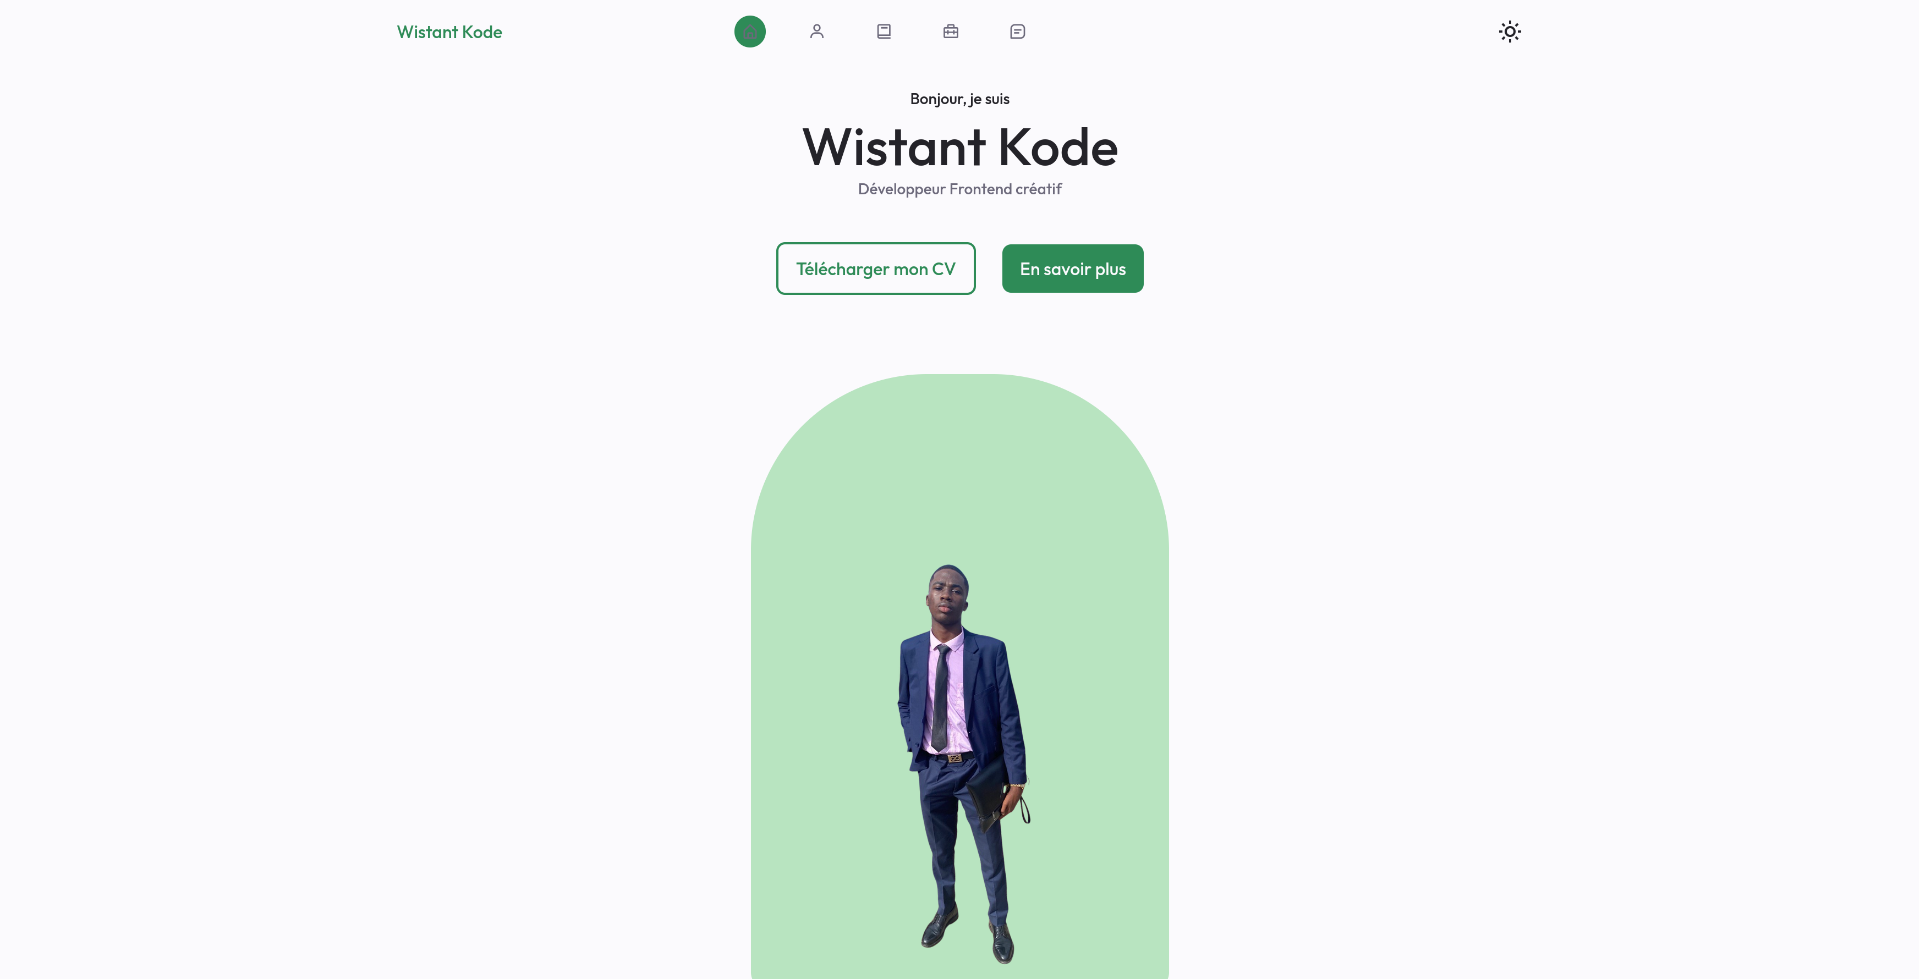 Wistant Kode
Bonjour, je suis
Wistant Kode
Développeur Frontend créatif
Télécharger mon CV
En savoir plus